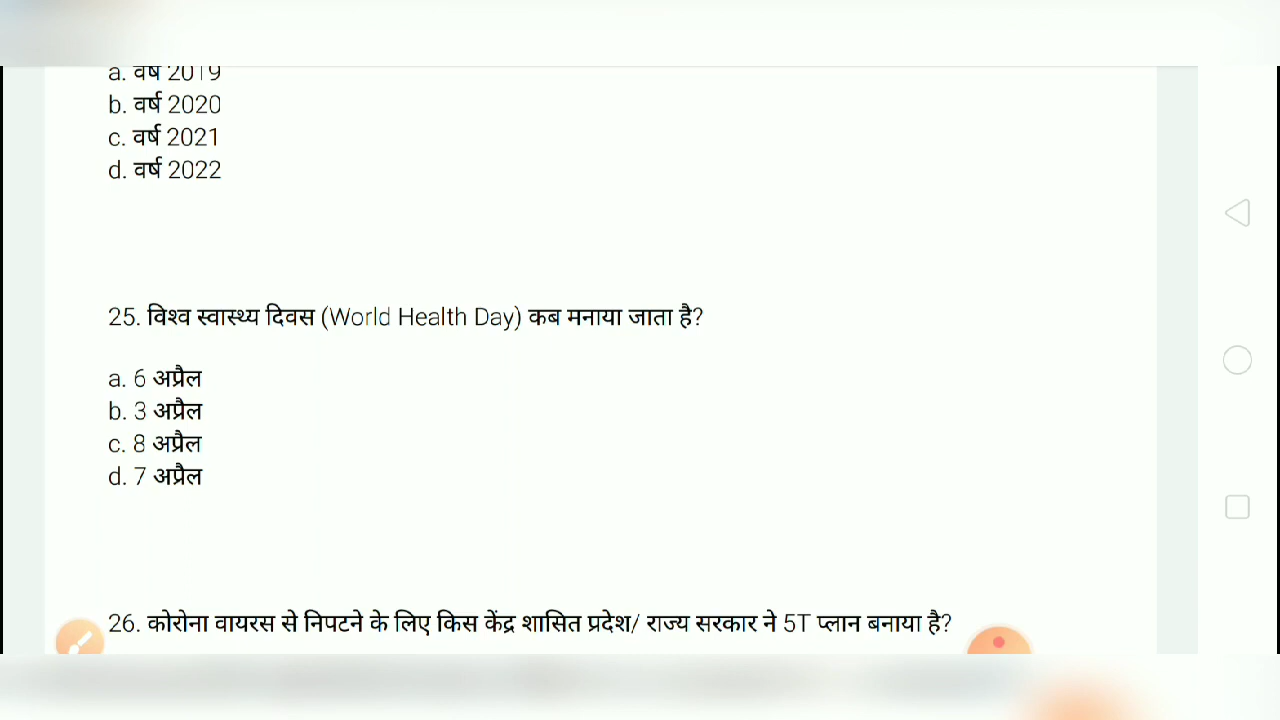 a. वर्ष 2019
b. वर्ष 2020
c. वर्ष 2021
d. वर्ष 2022
25. विश्व स्वास्थ्य दिवस (World Health Day) कब मनाया जाता है?
a. 6 अप्रैल
b. 3 अप्रैल
c. 8 अप्रैल
d. 7 अप्रैल
26. कोरोना वायरस से निपटने के लिए किस केंद्र शासित प्रदेश/ राज्य सरकार ने 5T प्लान बनाया है?